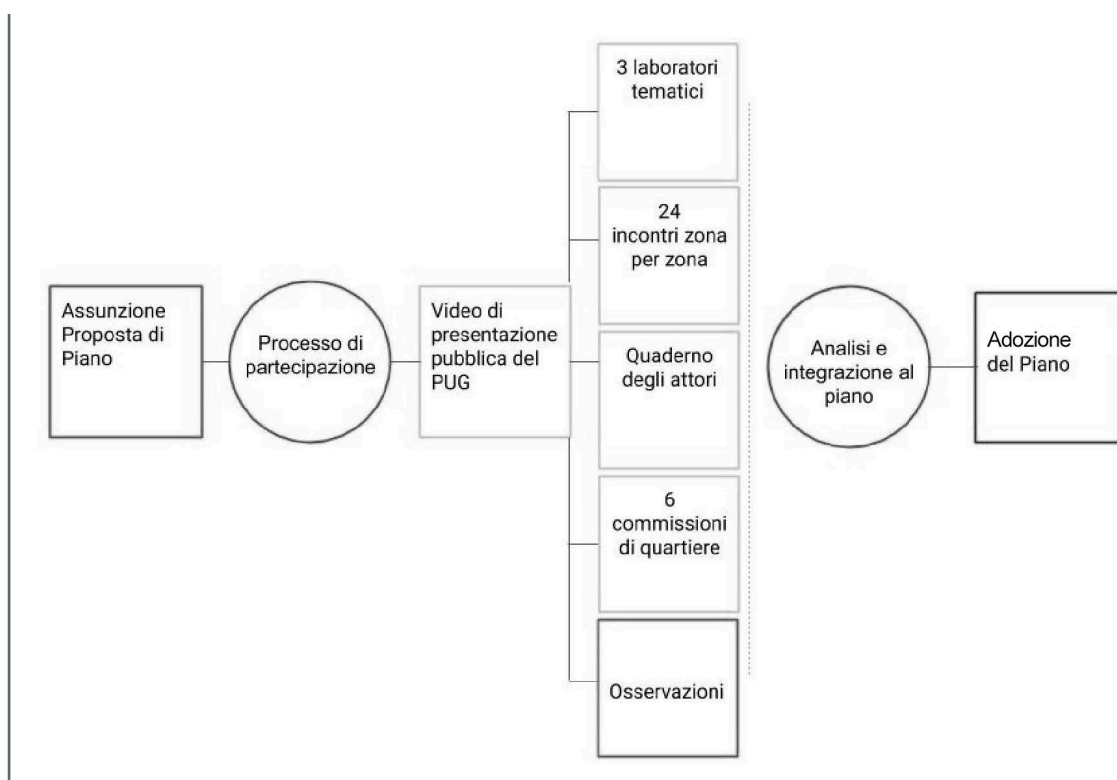 Assunzione
Proposta di
Piano
Processo di
partecipazione
Video di
presentazione
pubblica del
PUG
3 laboratori
tematici
24
incontri zona
per zona
Quaderno
degli attori
6
commissioni
di quartiere
Osservazioni
Analisi e
integrazione al
piano
Adozione
del Piano